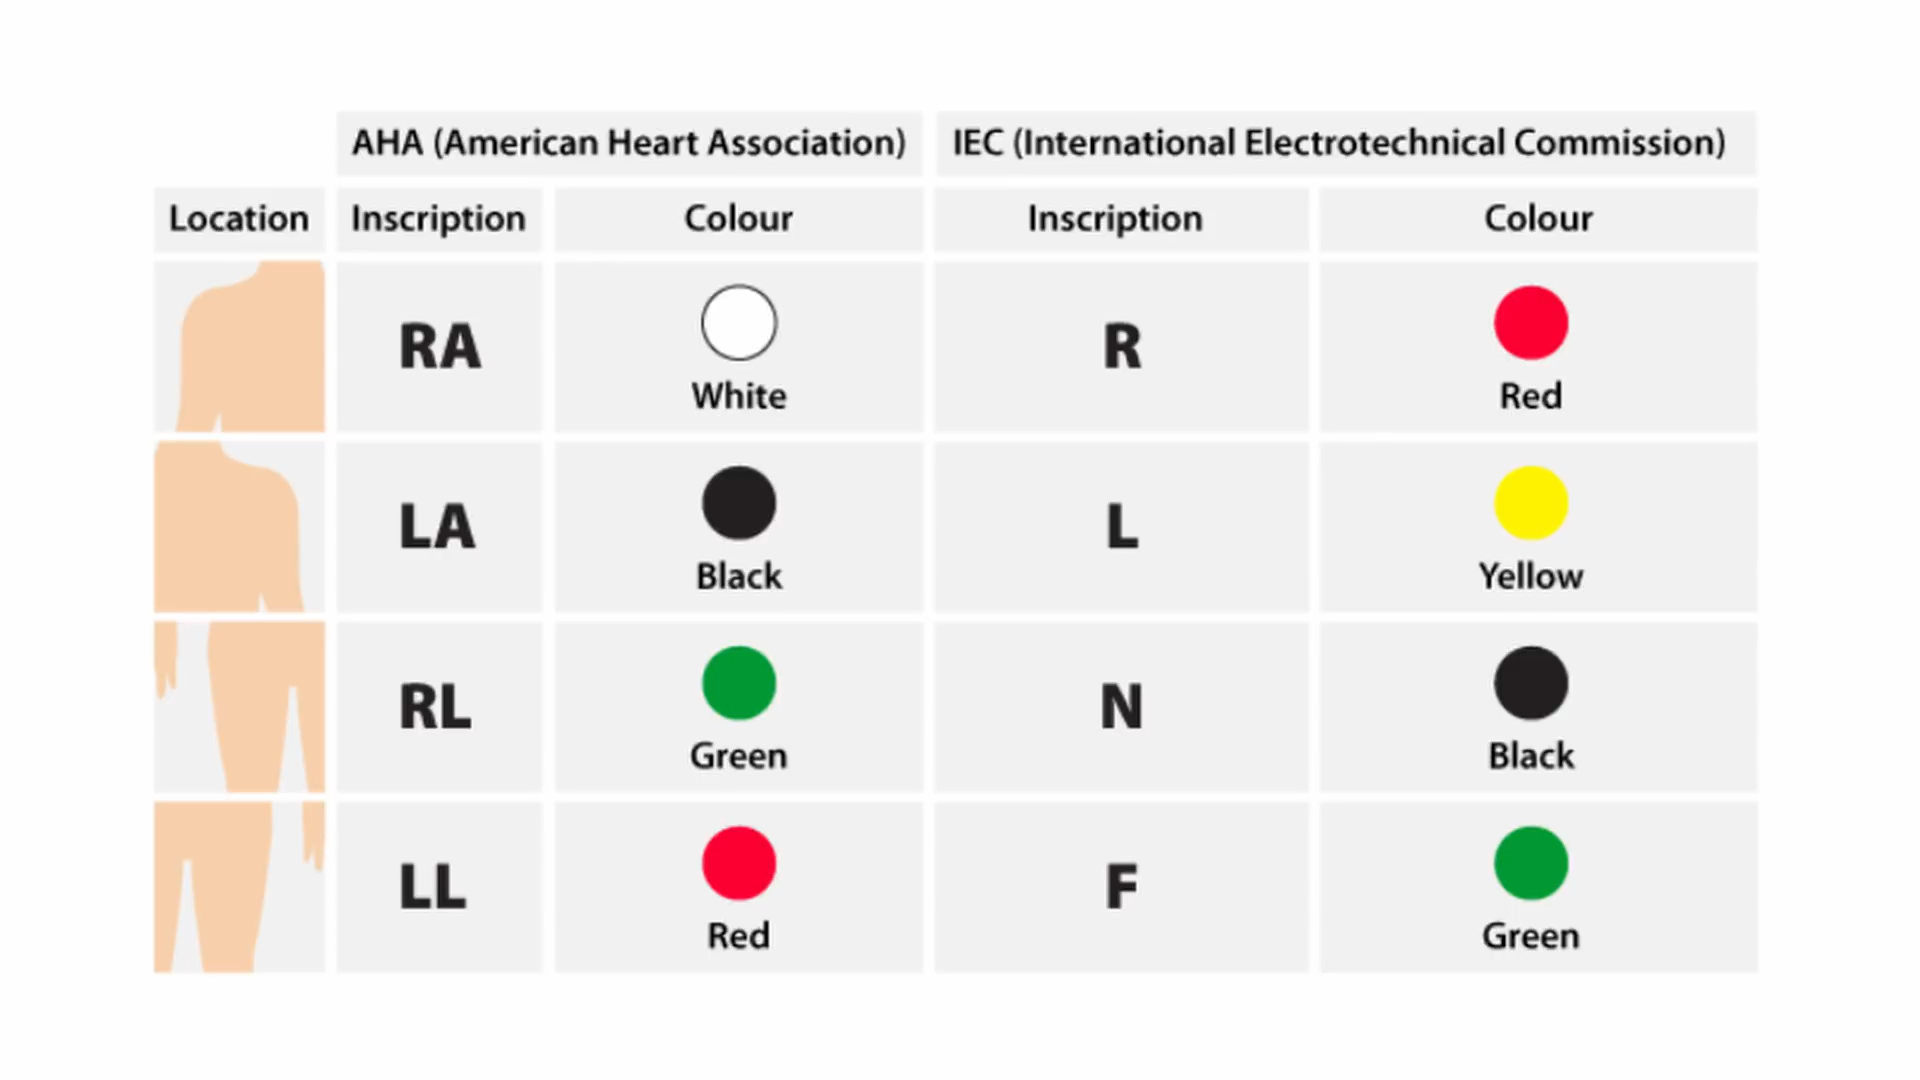 AHA (American Heart Association) IEC (International Electrotechnical Commission)
Location Inscription Colour Inscription Colour
RA White R Red
LA Black L Yellow
RL Green N Black
LL Red F Green